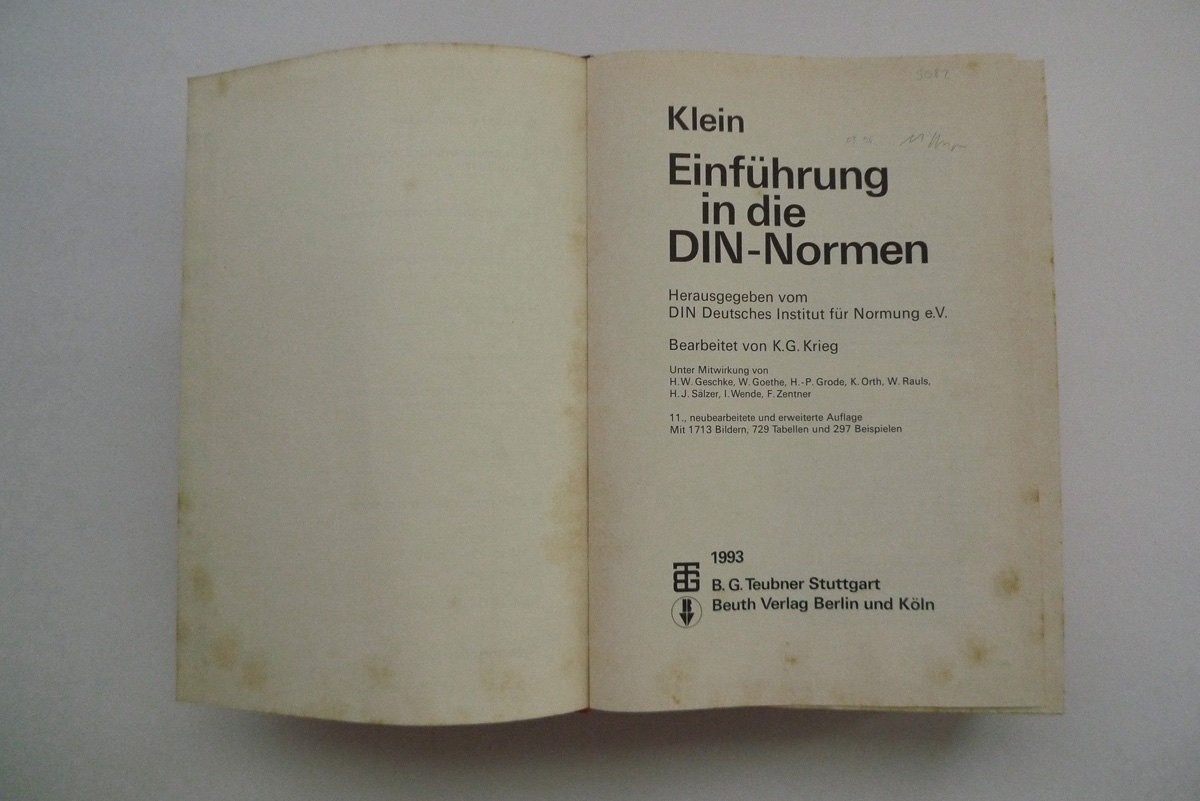 3082
Klein
Einführung
in die
DIN-Normen
Herausgegeben vom
DIN Deutsches Institut für Normung e.V.
Bearbeitet von K.G. Krieg
Unter Mitwirkung von
H.W. Geschke, W. Goethe, H.-P. Grode, K. Orth, W. Rauls,
H.J. Sälzer, I. Wende, F. Zentner
11., neubearbeitete und erweiterte Auflage
Mit 1713 Bildern, 729 Tabellen und 297 Beispielen
1993
B.G. Teubner Stuttgart
Beuth Verlag Berlin und Köln